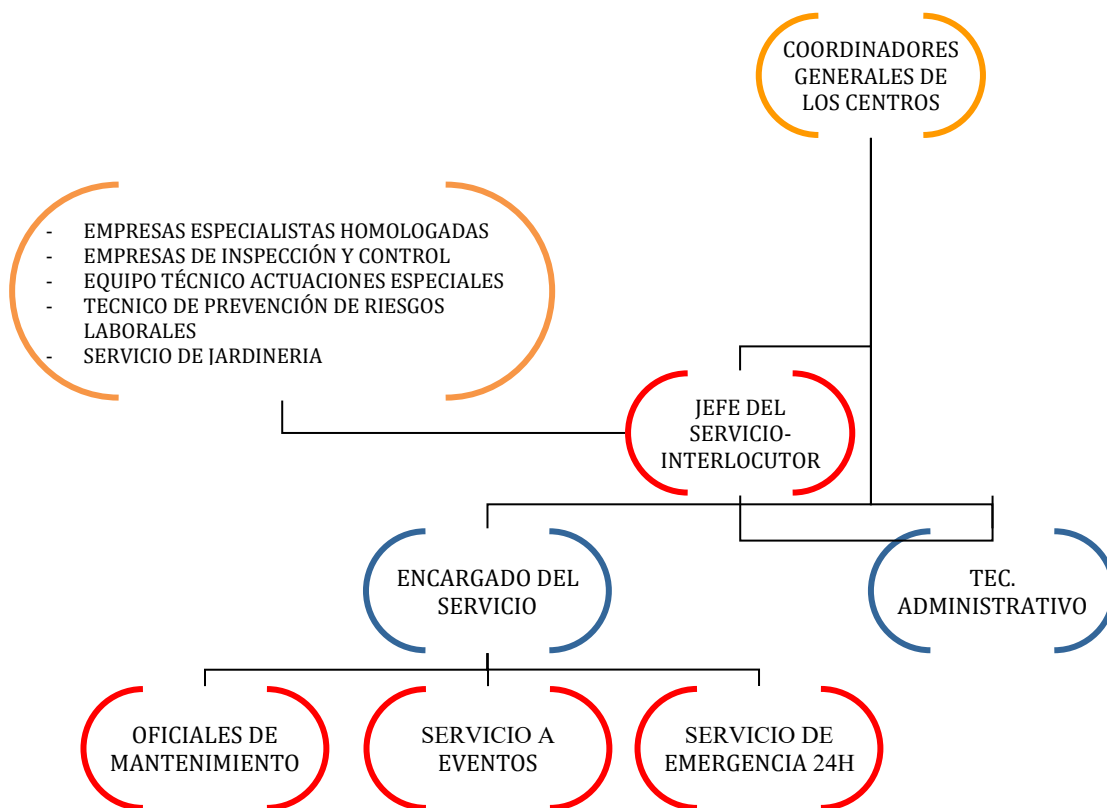 COORDINADORES
GENERALES DE
LOS CENTROS
- EMPRESAS ESPECIALISTAS HOMOLOGADAS
- EMPRESAS DE INSPECCIÓN Y CONTROL
- EQUIPO TÉCNICO ACTUACIONES ESPECIALES
- TECNICO DE PREVENCIÓN DE RIESGOS
LABORALES
- SERVICIO DE JARDINERIA
JEFE DEL
SERVICIO-
INTERLOCUTOR
ENCARGADO DEL
SERVICIO
TEC.
ADMINISTRATIVO
OFICIALES DE
MANTENIMIENTO
SERVICIO A
EVENTOS
SERVICIO DE
EMERGENCIA 24H